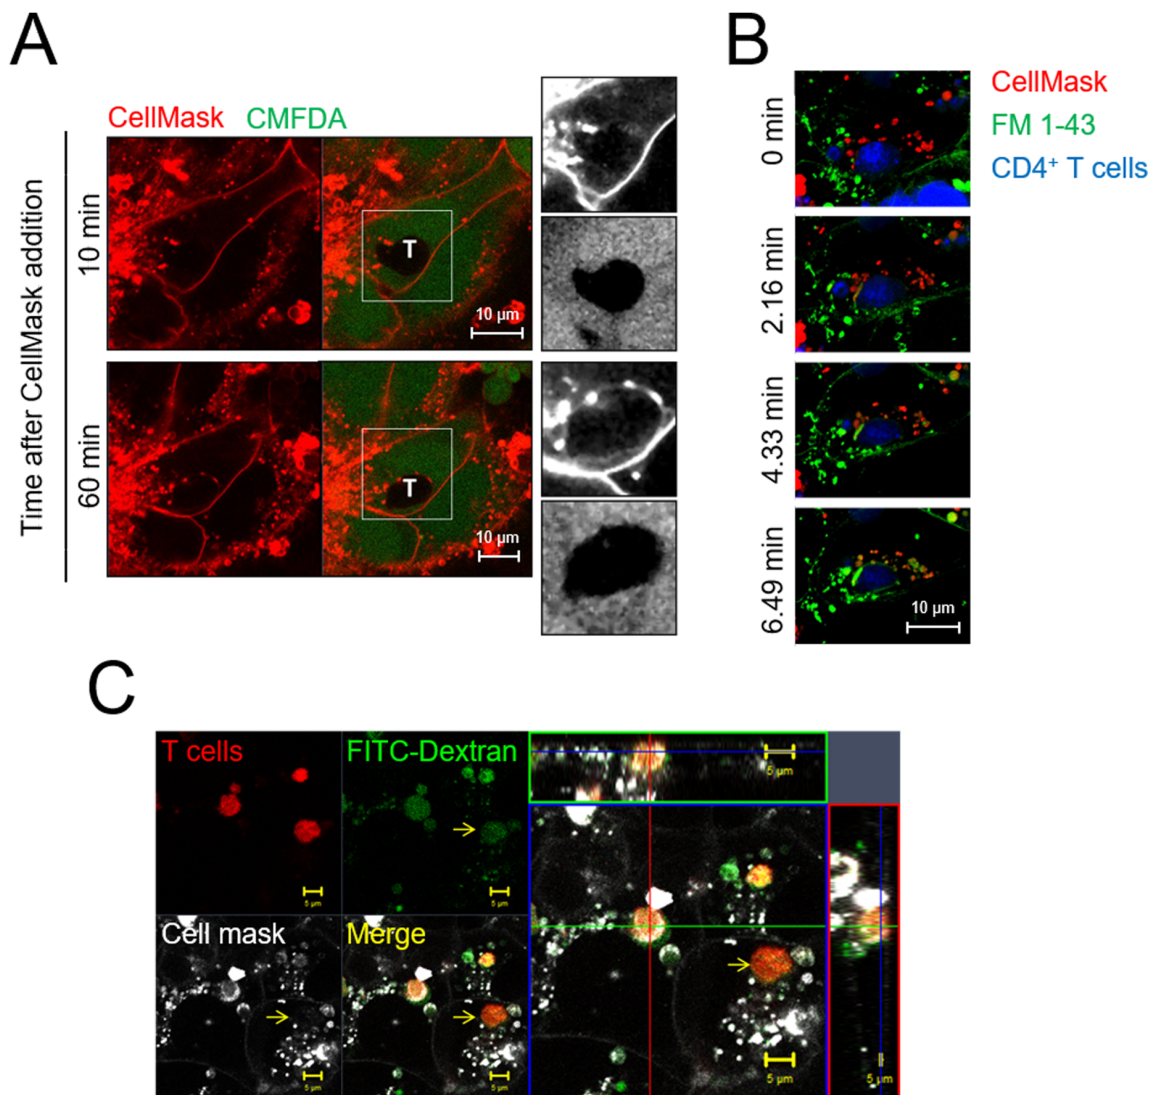 A
B
CellMask CMFDA
CellMask
FM 1-43
CD4⁺ T cells
Time after CellMask addition
10 min
T
10 µm
60 min
T
10 µm
0 min
2.16 min
4.33 min
6.49 min
10 µm
C
T cells
FITC-Dextran
5 µm
5 µm
5 µm
Cell mask
Merge
5 µm
5 µm
5 µm
5 µm